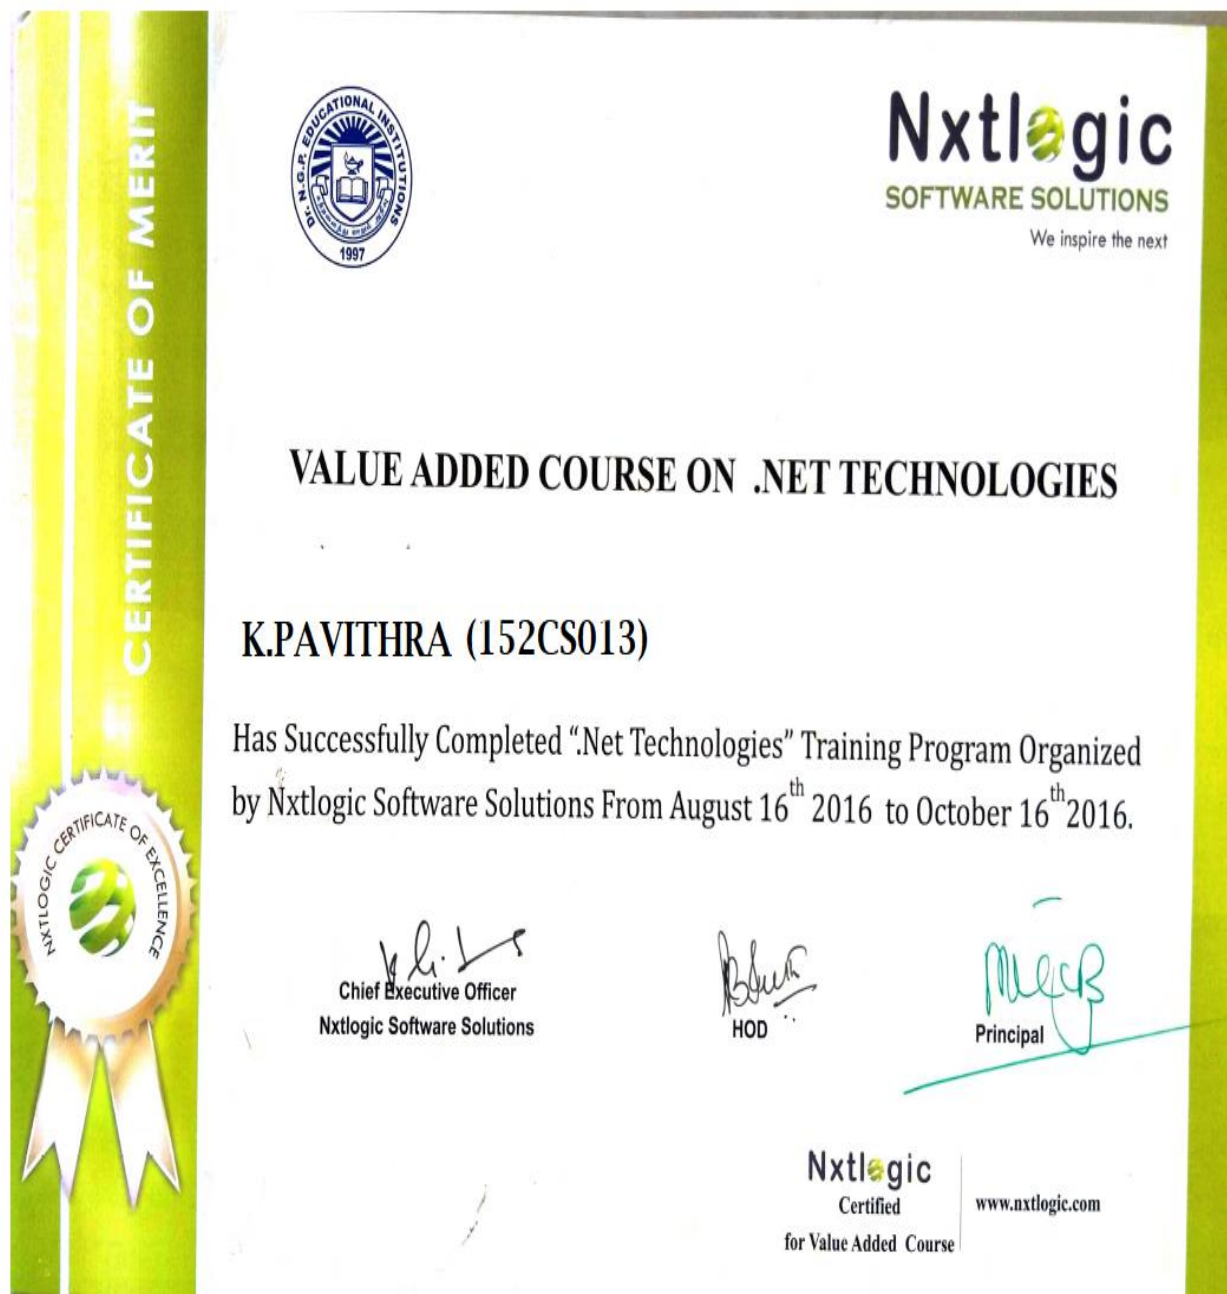 CERTIFICATE OF MERIT
Dr. N.G.P. EDUCATIONAL INSTITUTIONS
1997
Nxtlogic
SOFTWARE SOLUTIONS
We inspire the next
VALUE ADDED COURSE ON .NET TECHNOLOGIES
K.PAVITHRA (152CS013)
Has Successfully Completed “.Net Technologies” Training Program Organized
by Nxtlogic Software Solutions From August 16th 2016 to October 16th 2016.
NXTLOGIC CERTIFICATE OF EXCELLENCE
Chief Executive Officer
Nxtlogic Software Solutions
HOD
Principal
Nxtlogic
Certified
for Value Added Course
www.nxtlogic.com